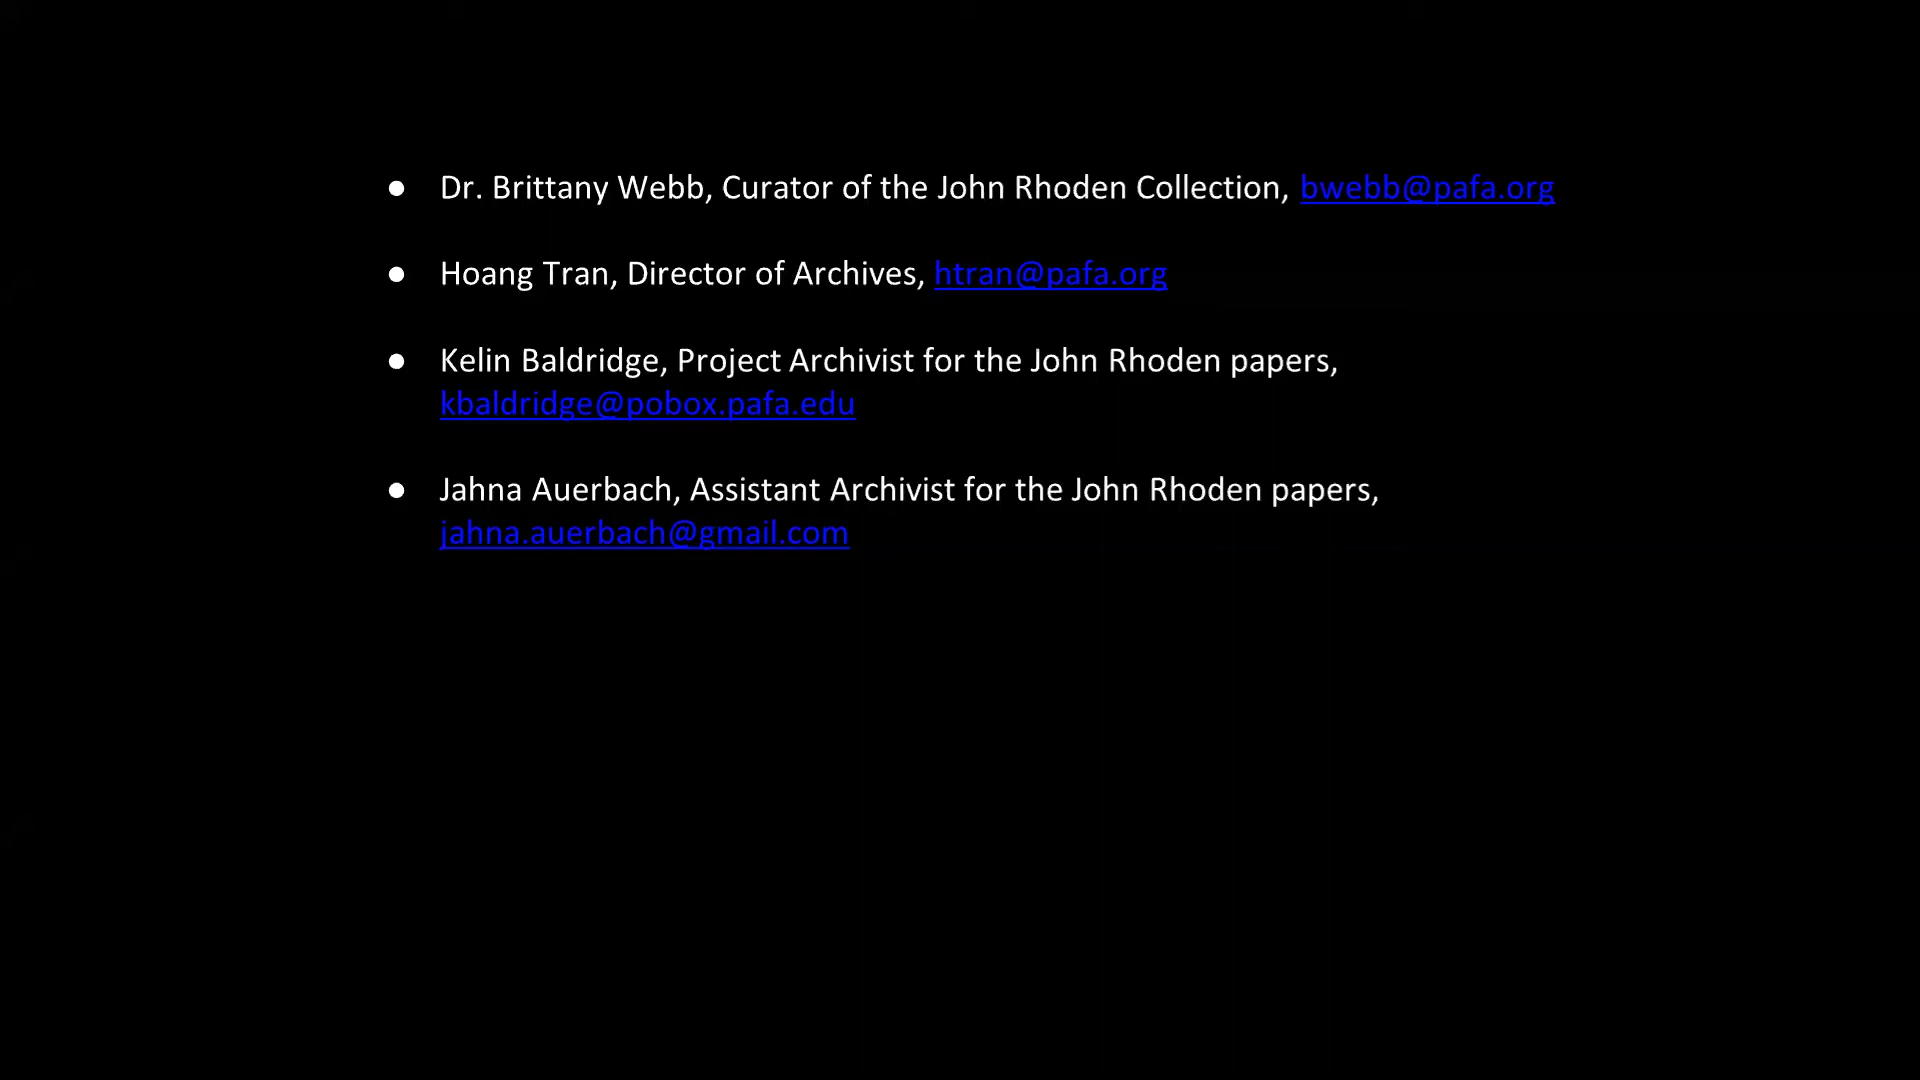 ● Dr. Brittany Webb, Curator of the John Rhoden Collection, bwebb@pafa.org
● Hoang Tran, Director of Archives, htran@pafa.org
● Kelin Baldridge, Project Archivist for the John Rhoden papers,
kbaldridge@pobox.pafa.edu
● Jahna Auerbach, Assistant Archivist for the John Rhoden papers,
jahna.auerbach@gmail.com